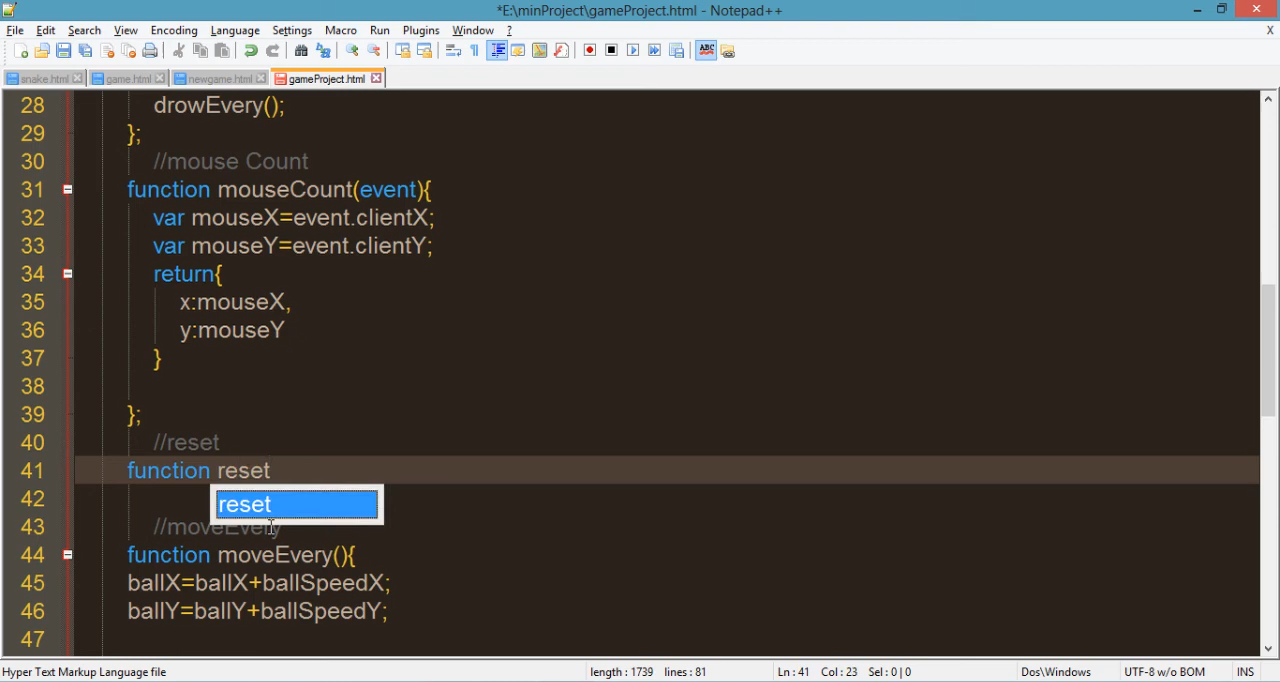 *E:\minProject\gameProject.html - Notepad++
File Edit Search View Encoding Language Settings Macro Run Plugins Window ? X
ABC
snake.html game.html newgame.html gameProject.html
28 drowEvery();
29 };
30 //mouse Count
31 function mouseCount(event){
32 var mouseX=event.clientX;
33 var mouseY=event.clientY;
34 return{
35 x:mouseX,
36 y:mouseY
37 }
38
39 };
40 //reset
41 function reset
42
reset
43 //moveEvery
44 function moveEvery(){
45 ballX=ballX+ballSpeedX;
46 ballY=ballY+ballSpeedY;
47
Hyper Text Markup Language file length : 1739 lines : 81 Ln : 41 Col : 23 Sel : 0 | 0 Dos\Windows UTF-8 w/o BOM INS